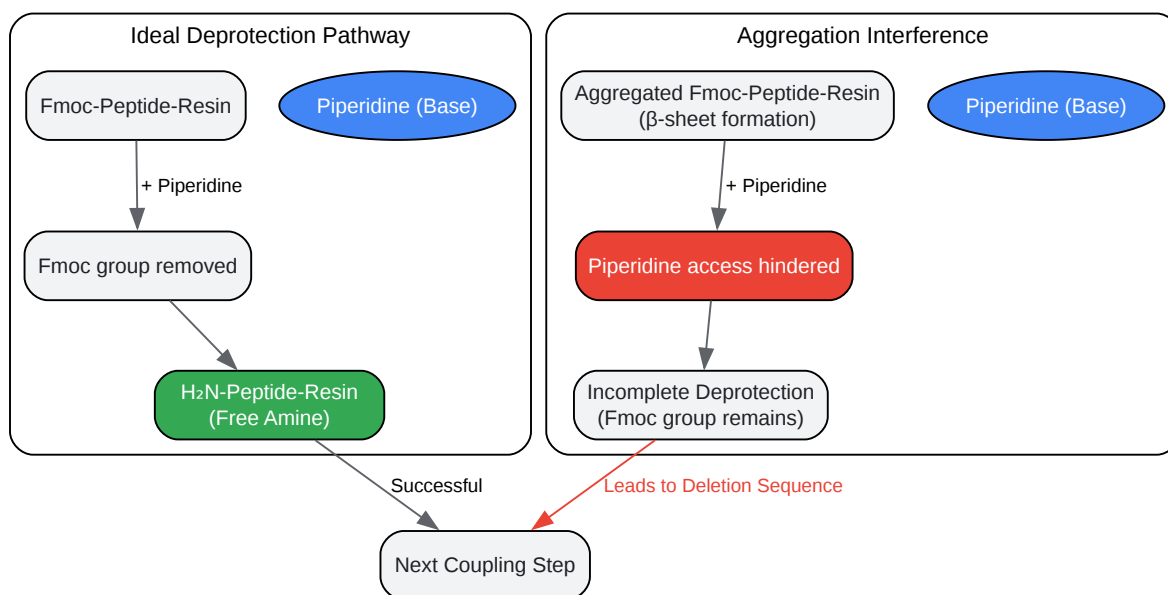 Ideal Deprotection Pathway
Fmoc-Peptide-Resin
Piperidine (Base)
+ Piperidine
Fmoc group removed
H₂N-Peptide-Resin
(Free Amine)
Successful
Aggregation Interference
Aggregated Fmoc-Peptide-Resin
(β-sheet formation)
Piperidine (Base)
+ Piperidine
Piperidine access hindered
Incomplete Deprotection
(Fmoc group remains)
Leads to Deletion Sequence
Next Coupling Step